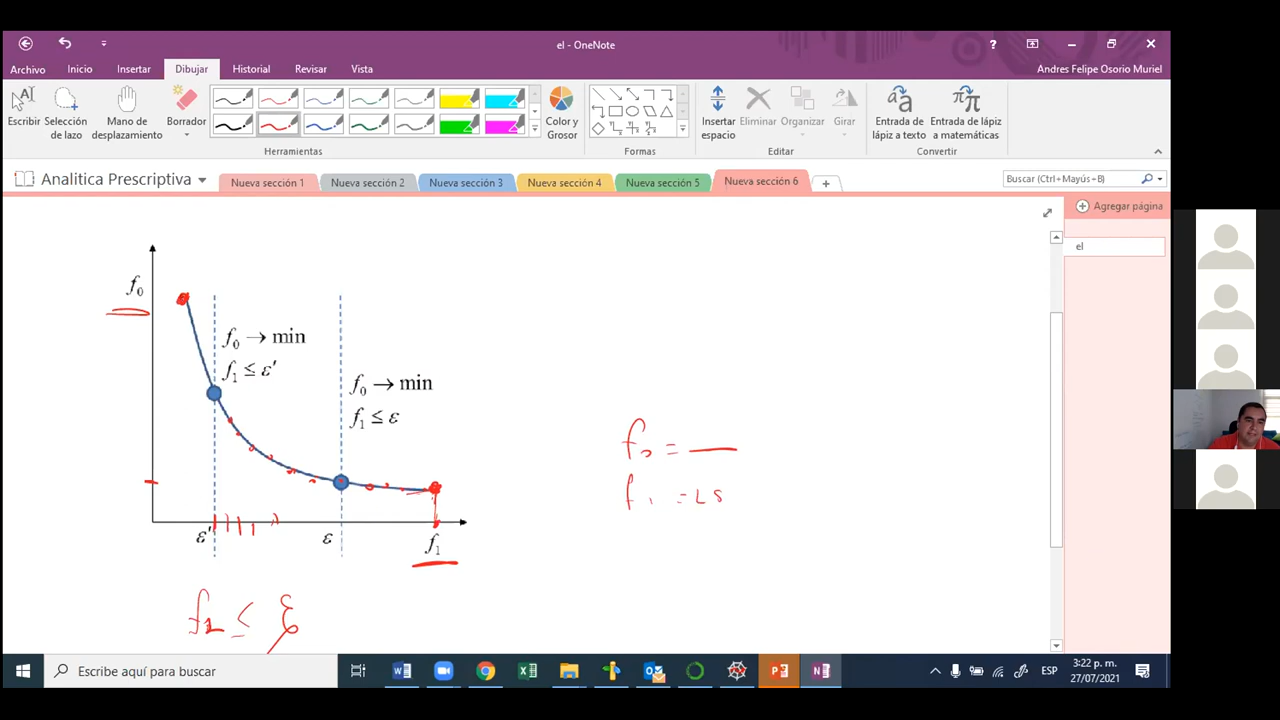 el - OneNote
?
Andres Felipe Osorio Muriel
Archivo
Inicio
Insertar
Dibujar
Historial
Revisar
Vista
Escribir
Selección de lazo
Mano de desplazamiento
Borrador
Color y Grosor
Insertar espacio
Eliminar
Organizar
Girar
Entrada de lápiz a texto
Entrada de lápiz a matemáticas
Herramientas
Formas
Editar
Convertir
Analitica Prescriptiva
Nueva sección 1
Nueva sección 2
Nueva sección 3
Nueva sección 4
Nueva sección 5
Nueva sección 6
Buscar (Ctrl+Mayús+B)
Agregar página
el
f₀
f₀ → min
f₁ ≤ ε'
f₀ → min
f₁ ≤ ε
ε'
ε
f₁
f₁ ≤ ε
f₀ =
f₁ =
Escribe aquí para buscar
ESP
3:22 p. m.
27/07/2021